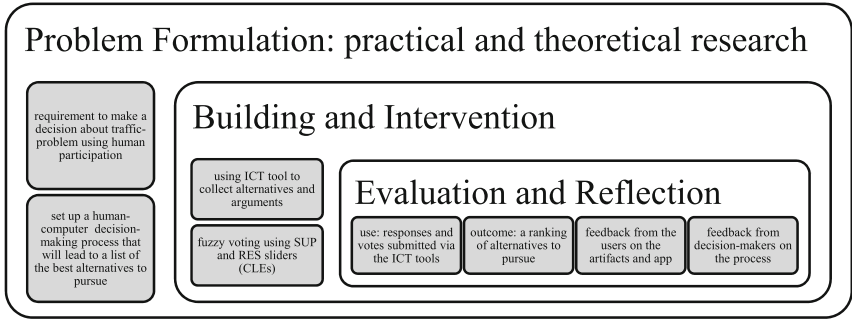 Problem Formulation: practical and theoretical research
requirement to make a
decision about traffic-
problem using human
participation
set up a human-
computer decision-
making process that
will lead to a list of
the best alternatives to
pursue
Building and Intervention
using ICT tool to
collect alternatives and
arguments
fuzzy voting using SUP
and RES sliders
(CLEs)
Evaluation and Reflection
use: responses and
votes submitted via
the ICT tools
outcome: a ranking
of alternatives to
pursue
feedback from the
users on the
artifacts and app
feedback from
decision-makers on
the process